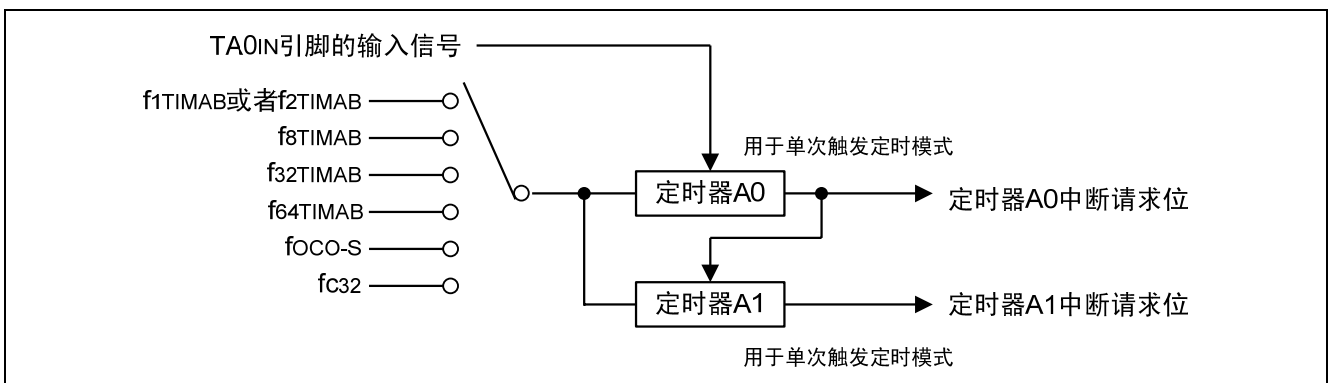 TA0IN引脚的输入信号
f1TIMAB或者f2TIMAB
f8TIMAB
f32TIMAB
f64TIMAB
fOCO-S
fC32
用于单次触发定时模式
定时器A0
定时器A0中断请求位
定时器A1
定时器A1中断请求位
用于单次触发定时模式